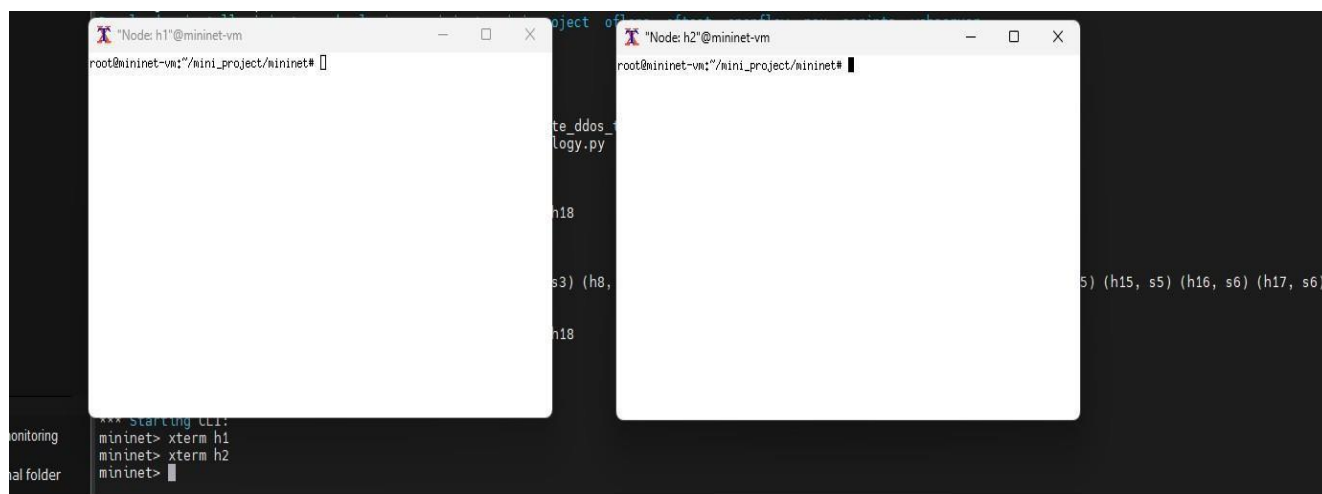 "Node: h1"@mininet-vm
root@mininet-vm:~/mini_project/mininet#
"Node: h2"@mininet-vm
root@mininet-vm:~/mini_project/mininet#
oject
te_ddos_
logy.py
h18
s3) (h8,
5) (h15, s5) (h16, s6) (h17, s6)
h18
*** Starting CLI:
mininet> xterm h1
mininet> xterm h2
mininet>
onitoring
nal folder